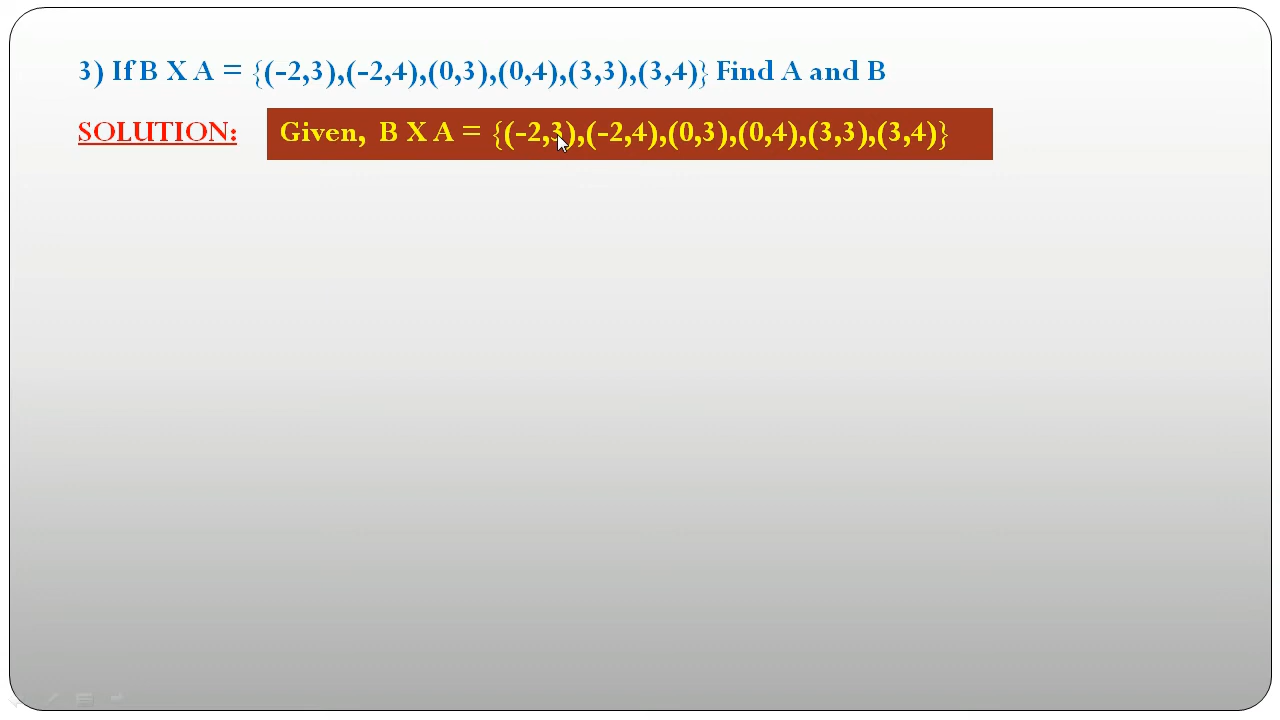 3) If B X A = {(-2,3),(-2,4),(0,3),(0,4),(3,3),(3,4)} Find A and B
SOLUTION: Given, B X A = {(-2,3),(-2,4),(0,3),(0,4),(3,3),(3,4)}